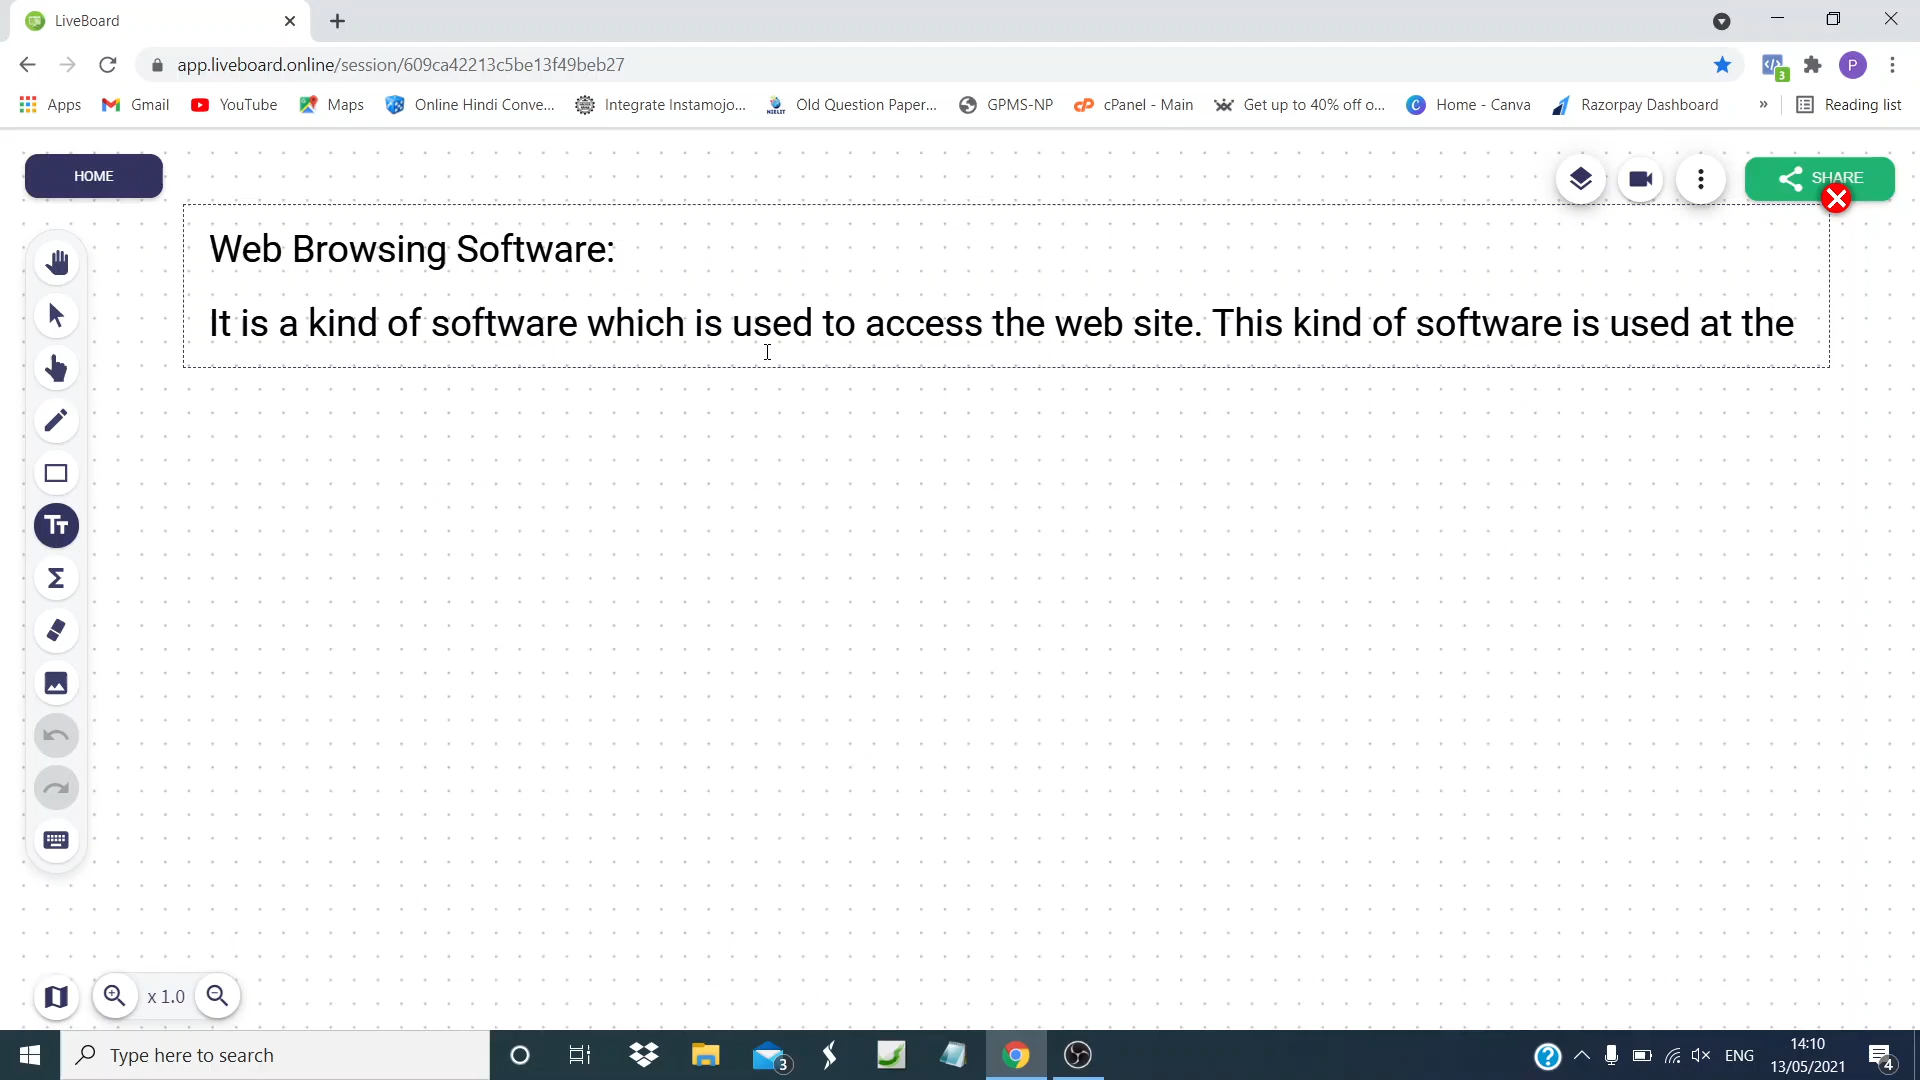 LiveBoard
app.liveboard.online/session/609ca42213c5be13f49beb27
P
3
Apps Gmail YouTube Maps Online Hindi Conve... Integrate Instamojo... Old Question Paper... GPMS-NP cPanel - Main Get up to 40% off o... Home - Canva Razorpay Dashboard » Reading list
HOME
SHARE
Web Browsing Software:
It is a kind of software which is used to access the web site. This kind of software is used at the
x 1.0
Type here to search
3
ENG
14:10
13/05/2021
4